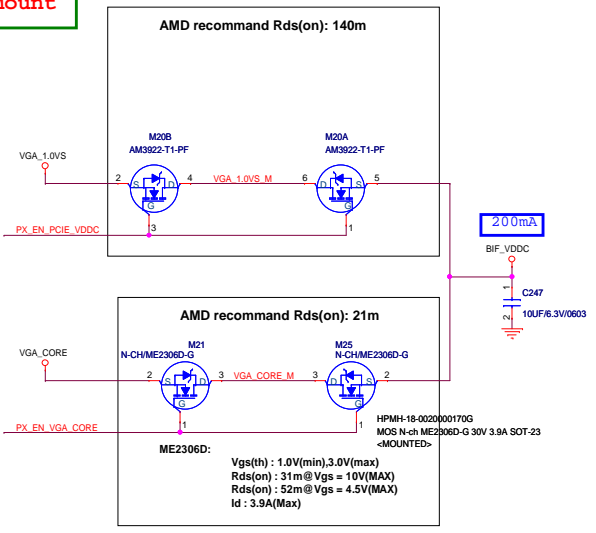 ount
AMD recommand Rds(on): 140m
M20B
AM3922-T1-PF
M20A
AM3922-T1-PF
VGA_1.0VS
2
S
D
G
4
VGA_1.0VS_M
6
D
S
G
5
PX_EN_PCIE_VDDC
3
1
200mA
BIF_VDDC
1
C247
2
10UF/6.3V/0603
AMD recommand Rds(on): 21m
M21
N-CH/ME2306D-G
M25
N-CH/ME2306D-G
VGA_CORE
2
S
D
G
3
VGA_CORE_M
3
D
S
G
2
PX_EN_VGA_CORE
1
1
HPMH-18-0020000170G
MOS N-ch ME2306D-G 30V 3.9A SOT-23
<MOUNTED>
ME2306D:
Vgs(th) : 1.0V(min),3.0V(max)
Rds(on) : 31m@Vgs = 10V(MAX)
Rds(on) : 52m@Vgs = 4.5V(MAX)
Id : 3.9A(Max)